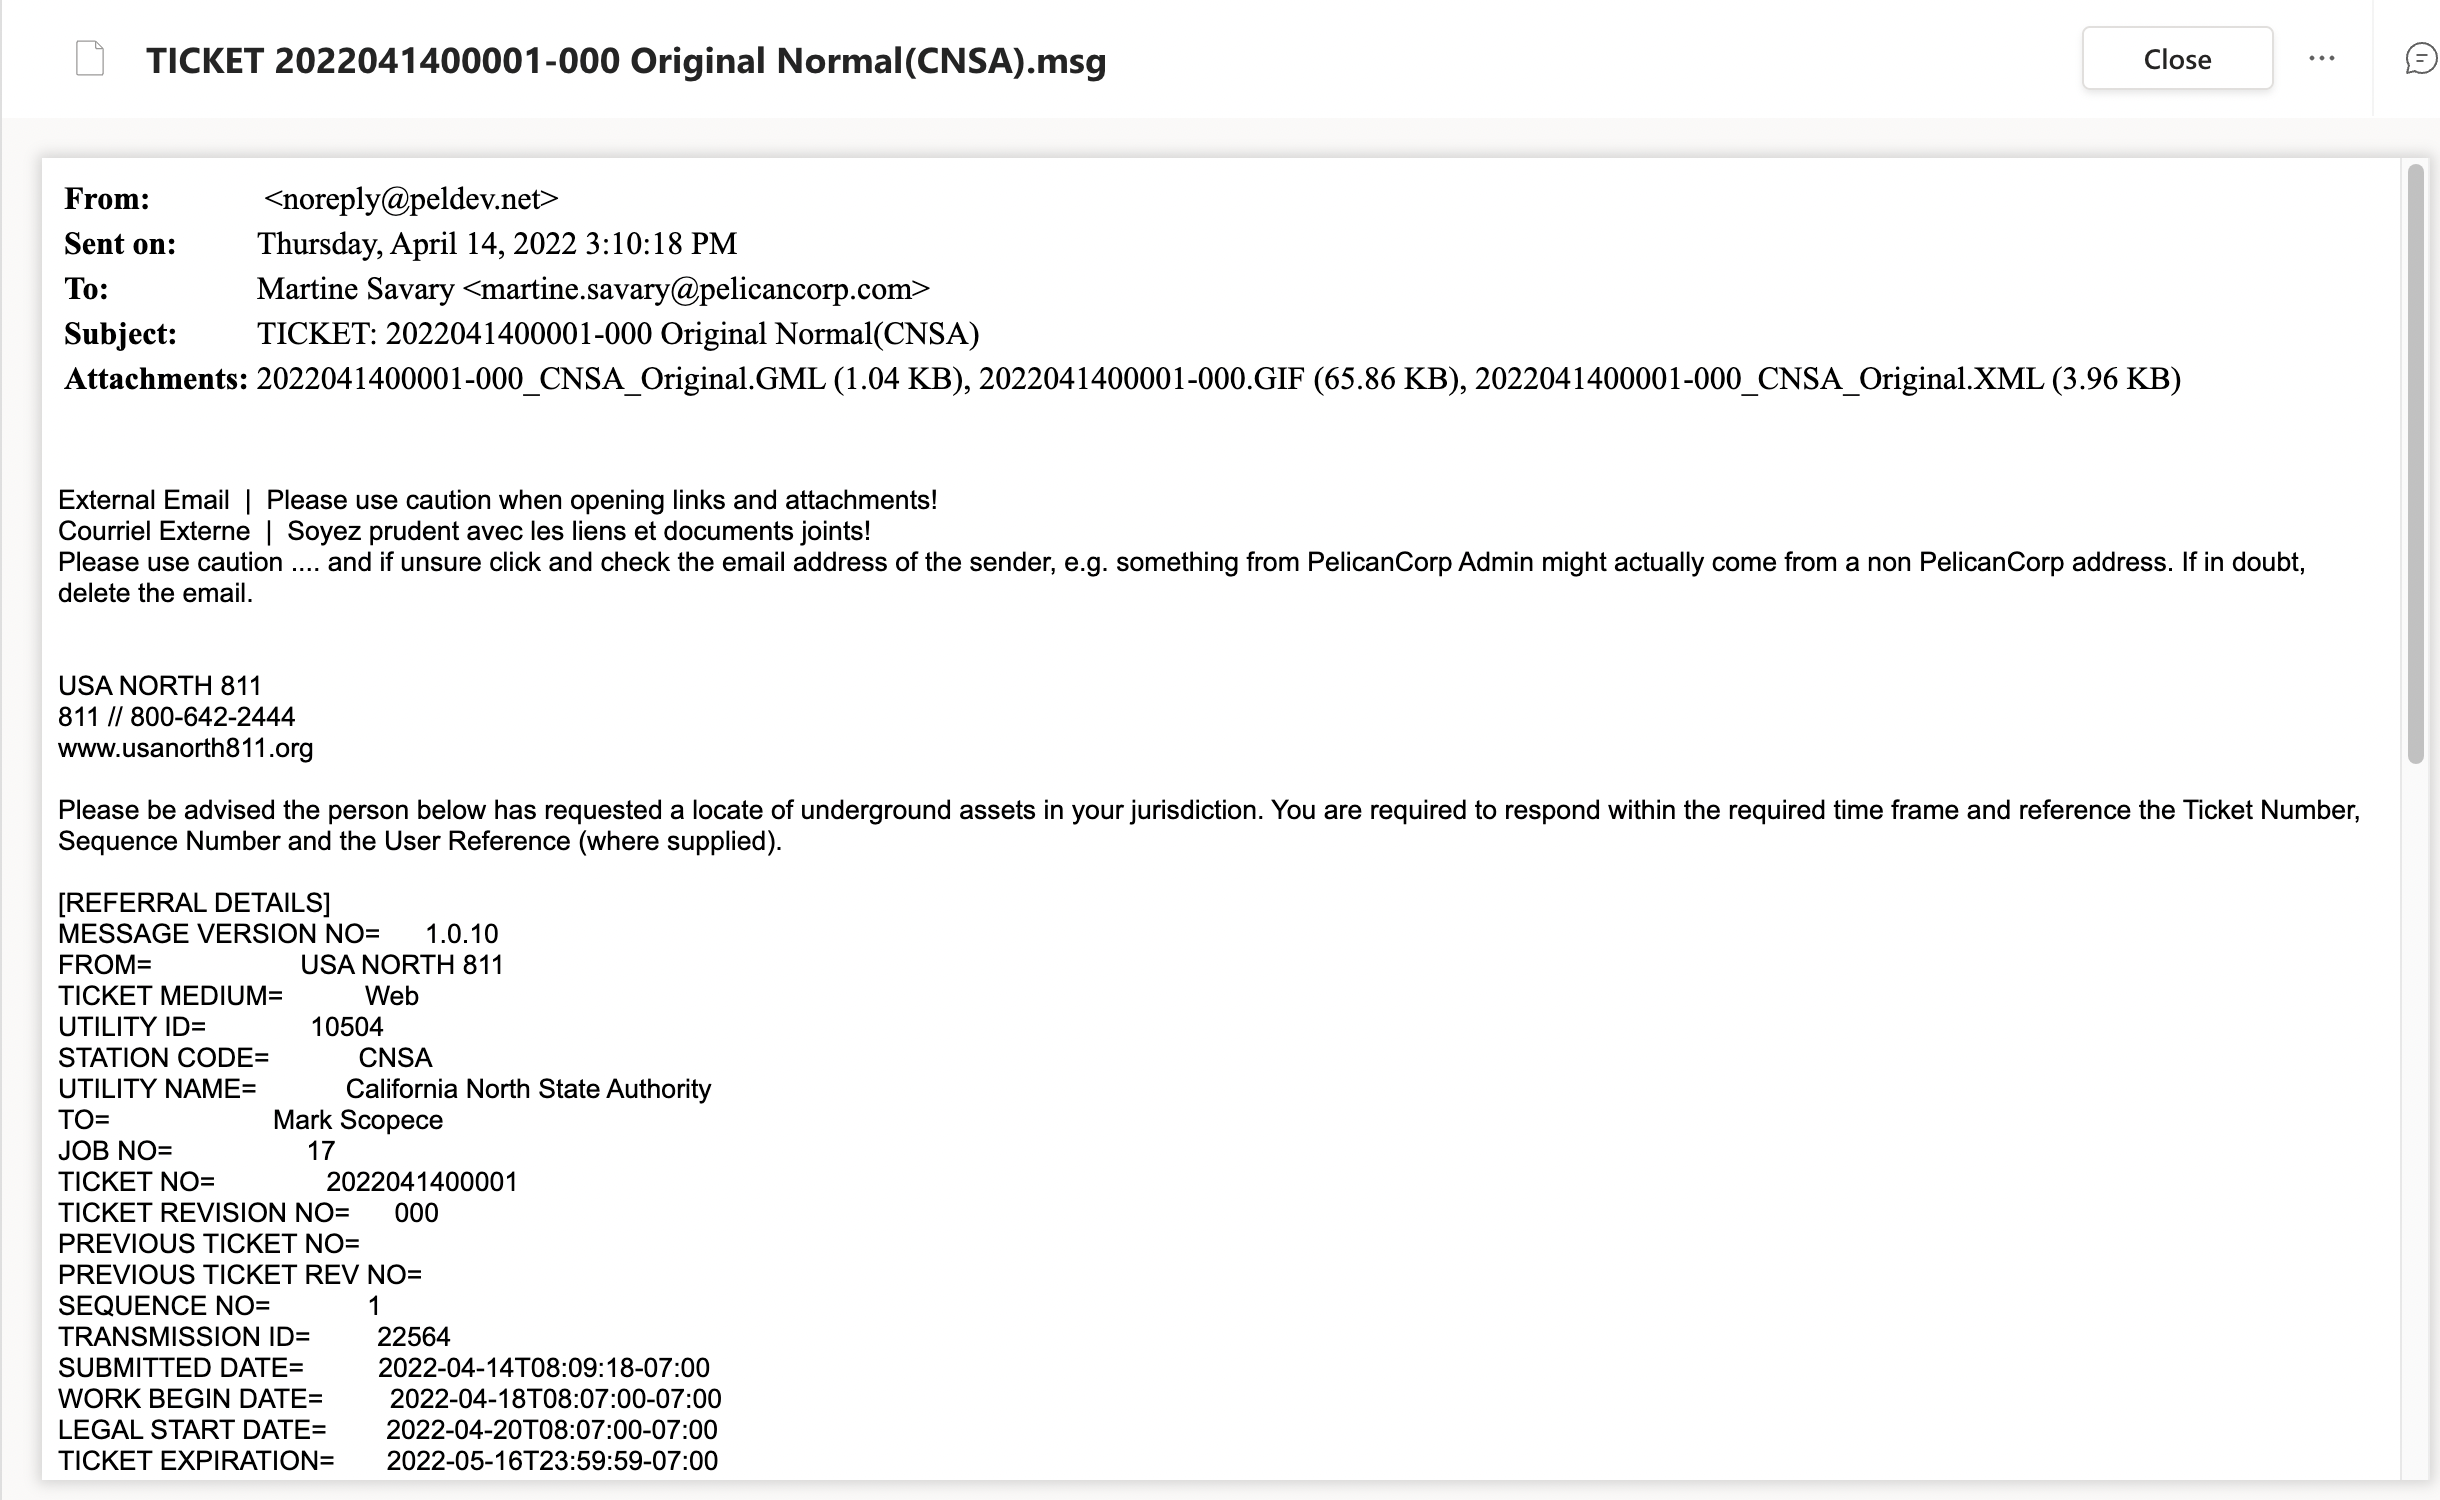 TICKET 2022041400001-000 Original Normal(CNSA).msg
Close
From: <noreply@peldev.net>
Sent on: Thursday, April 14, 2022 3:10:18 PM
To: Martine Savary <martine.savary@pelicancorp.com>
Subject: TICKET: 2022041400001-000 Original Normal(CNSA)
Attachments: 2022041400001-000_CNSA_Original.GML (1.04 KB), 2022041400001-000.GIF (65.86 KB), 2022041400001-000_CNSA_Original.XML (3.96 KB)
External Email | Please use caution when opening links and attachments!
Courriel Externe | Soyez prudent avec les liens et documents joints!
Please use caution .... and if unsure click and check the email address of the sender, e.g. something from PelicanCorp Admin might actually come from a non PelicanCorp address. If in doubt,
delete the email.
USA NORTH 811
811 // 800-642-2444
www.usanorth811.org
Please be advised the person below has requested a locate of underground assets in your jurisdiction. You are required to respond within the required time frame and reference the Ticket Number,
Sequence Number and the User Reference (where supplied).
[REFERRAL DETAILS]
MESSAGE VERSION NO= 1.0.10
FROM= USA NORTH 811
TICKET MEDIUM= Web
UTILITY ID= 10504
STATION CODE= CNSA
UTILITY NAME= California North State Authority
TO= Mark Scopece
JOB NO= 17
TICKET NO= 2022041400001
TICKET REVISION NO= 000
PREVIOUS TICKET NO=
PREVIOUS TICKET REV NO=
SEQUENCE NO= 1
TRANSMISSION ID= 22564
SUBMITTED DATE= 2022-04-14T08:09:18-07:00
WORK BEGIN DATE= 2022-04-18T08:07:00-07:00
LEGAL START DATE= 2022-04-20T08:07:00-07:00
TICKET EXPIRATION= 2022-05-16T23:59:59-07:00